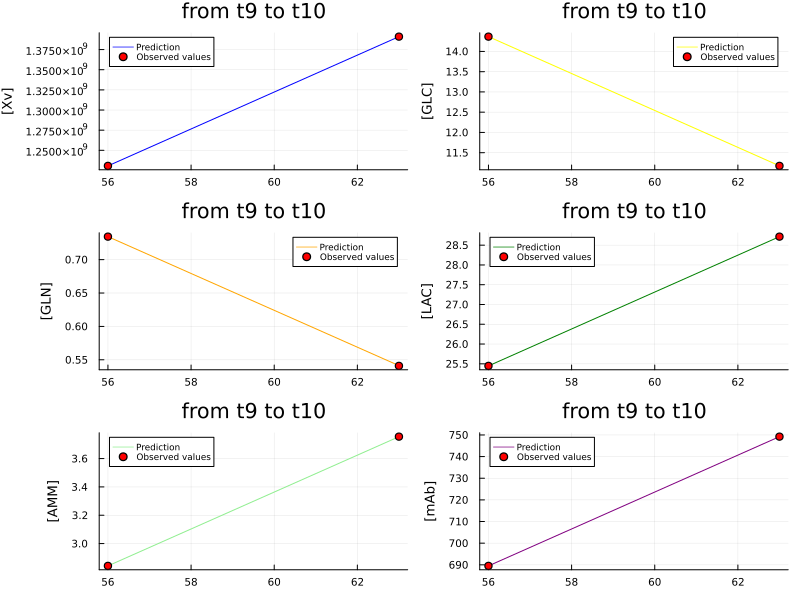 from t9 to t10
[Xv]
1.3750×10⁹
1.3500×10⁹
1.3250×10⁹
1.3000×10⁹
1.2750×10⁹
1.2500×10⁹
Prediction
Observed values
56 58 60 62
from t9 to t10
[GLC]
14.0
13.5
13.0
12.5
12.0
11.5
Prediction
Observed values
56 58 60 62
from t9 to t10
[GLN]
0.70
0.65
0.60
0.55
Prediction
Observed values
56 58 60 62
from t9 to t10
[LAC]
28.5
28.0
27.5
27.0
26.5
26.0
25.5
Prediction
Observed values
56 58 60 62
from t9 to t10
[AMM]
3.6
3.4
3.2
3.0
Prediction
Observed values
56 58 60 62
from t9 to t10
[mAb]
750
740
730
720
710
700
690
Prediction
Observed values
56 58 60 62